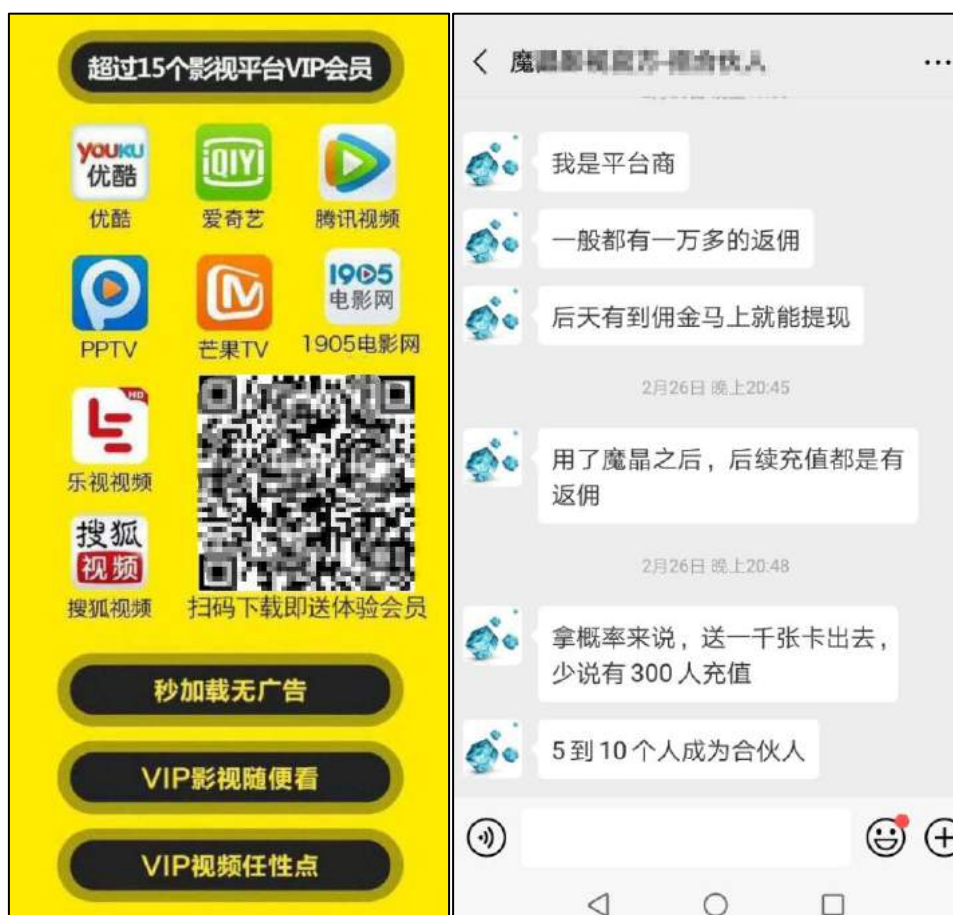 超过15个影视平台VIP会员
YOUKU
优酷
iQIYI
优酷
爱奇艺
腾讯视频
1905
电影网
PPTV
芒果TV
1905电影网
HD
乐视视频
搜狐
视频
搜狐视频
扫码下载即送体验会员
秒加载无广告
VIP影视随便看
VIP视频任性点
魔
我是平台商
一般都有一万多的返佣
后天有到佣金马上就能提现
2月26日 晚上20:45
用了魔晶之后，后续充值都是有
返佣
2月26日 晚上20:48
拿概率来说，送一千张卡出去，
少说有300人充值
5到10个人成为合伙人